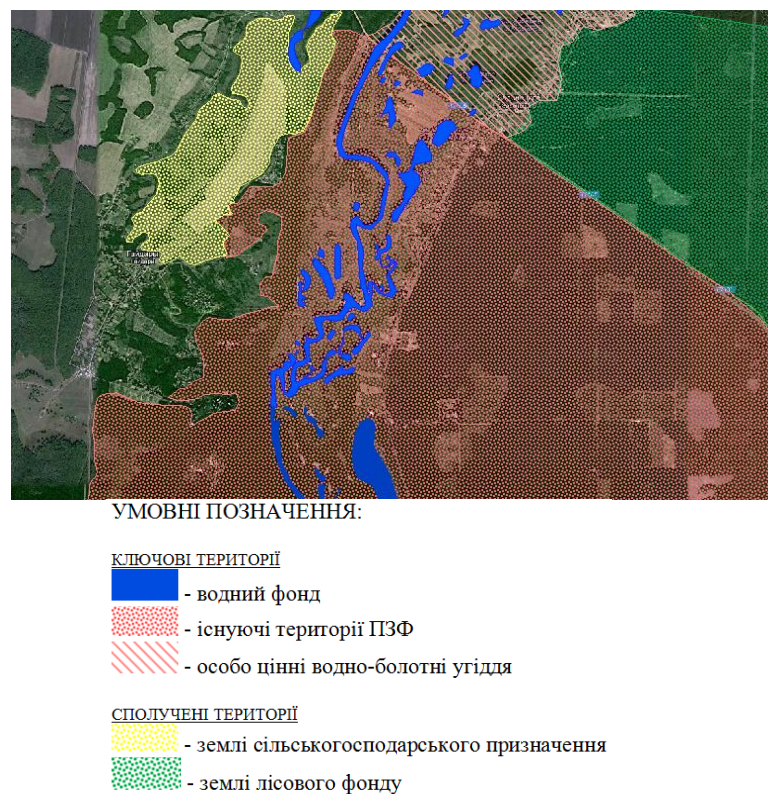 УМОВНІ ПОЗНАЧЕННЯ:
КЛЮЧОВІ ТЕРИТОРІЇ
- водний фонд
- існуючі території ПЗФ
- особо цінні водно-болотні угіддя
СПОЛУЧЕНІ ТЕРИТОРІЇ
- землі сільськогосподарського призначення
- землі лісового фонду